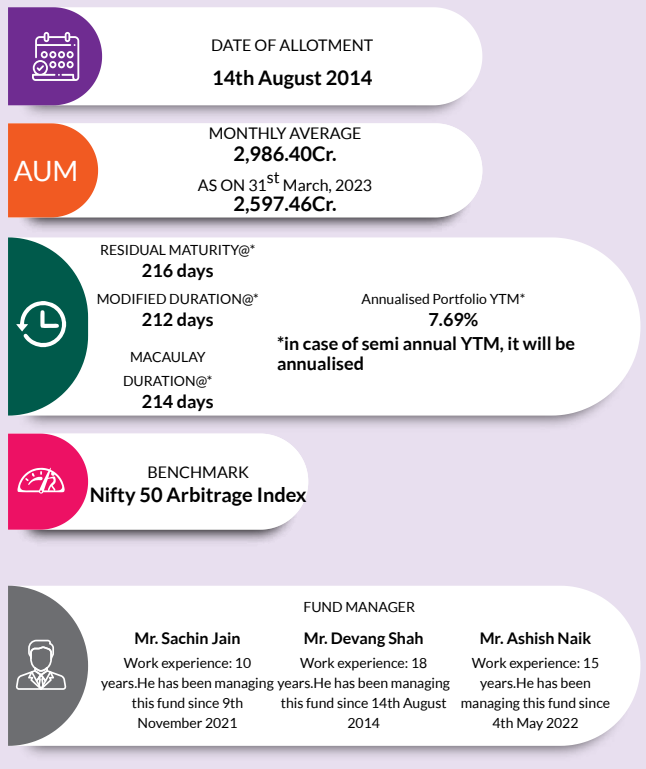 DATE OF ALLOTMENT
14th August 2014
AUM
MONTHLY AVERAGE
2,986.40Cr.
AS ON 31st March, 2023
2,597.46Cr.
RESIDUAL MATURITY@*
216 days
MODIFIED DURATION@*
212 days
MACAULAY
DURATION@*
214 days
Annualised Portfolio YTM*
7.69%
*in case of semi annual YTM, it will be
annualised
BENCHMARK
Nifty 50 Arbitrage Index
FUND MANAGER
Mr. Sachin Jain
Work experience: 10
years.He has been managing
this fund since 9th
November 2021
Mr. Devang Shah
Work experience: 18
years.He has been managing
this fund since 14th August
2014
Mr. Ashish Naik
Work experience: 15
years.He has been
managing this fund since
4th May 2022